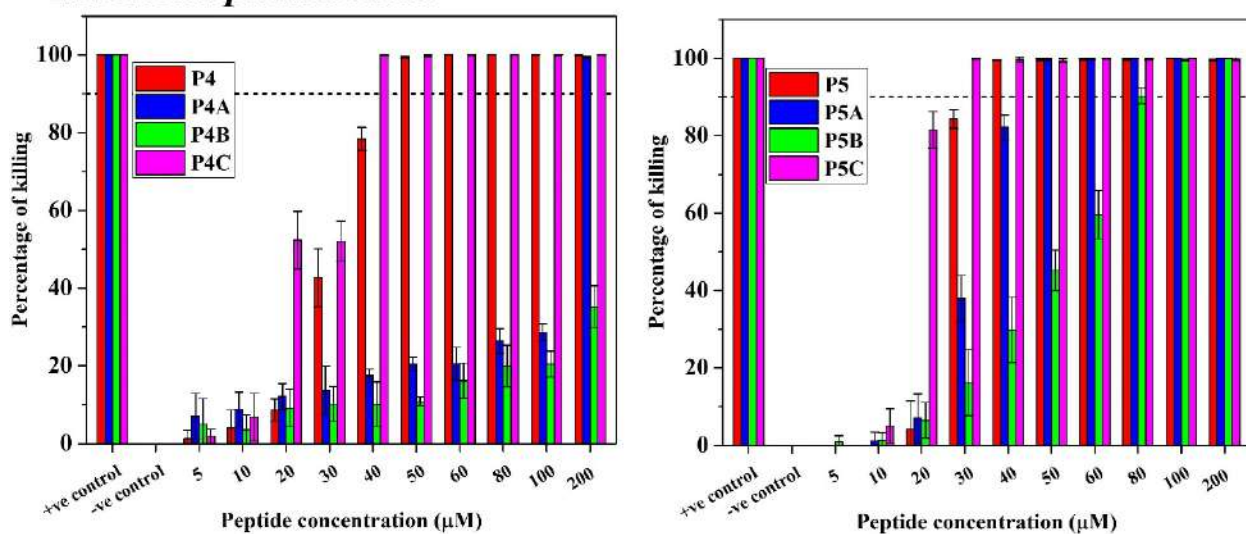 100
80
60
40
20
0
Percentage of killing
P4
P4A
P4B
P4C
+ve control
-ve control
5
10
20
30
40
50
60
80
100
200
Peptide concentration (μM)
100
80
60
40
20
0
Percentage of killing
P5
P5A
P5B
P5C
+ve control
-ve control
5
10
20
30
40
50
60
80
100
200
Peptide concentration (μM)